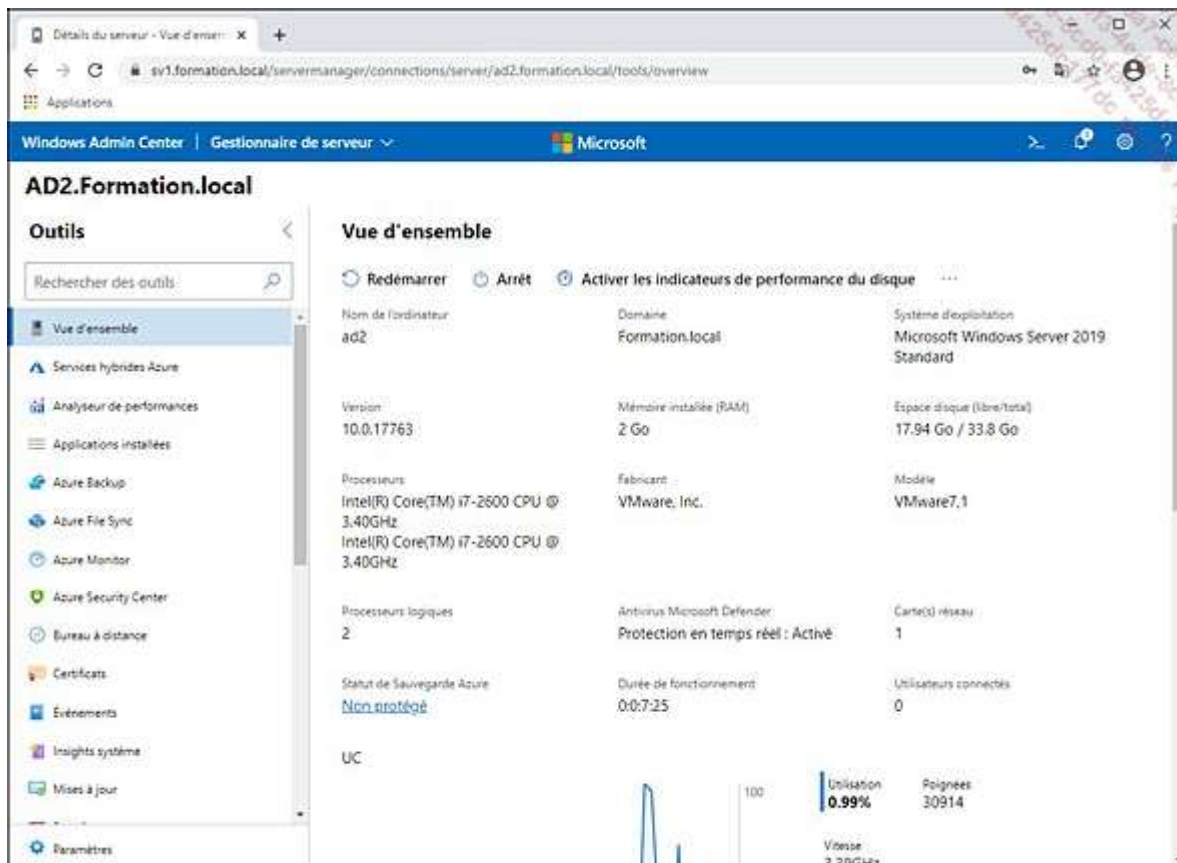 Détails du serveur - Vue d'ensem
sv1.formation.local/servermanager/connections/server/ad2.formation.local/tools/overview
Applications
Windows Admin Center | Gestionnaire de serveur
Microsoft
AD2.Formation.local
Outils
Rechercher des outils
Vue d'ensemble
Services hybrides Azure
Analyseur de performances
Applications installées
Azure Backup
Azure File Sync
Azure Monitor
Azure Security Center
Bureau à distance
Certificats
Événements
Insights système
Mises à jour
Paramètres
Vue d'ensemble
Redémarrer
Arrêt
Activer les indicateurs de performance du disque
...
Nom de l'ordinateur
ad2
Domaine
Formation.local
Système d'exploitation
Microsoft Windows Server 2019
Standard
Version
10.0.17763
Mémoire installée (RAM)
2 Go
Espace disque (libre/total)
17.94 Go / 33.8 Go
Processeurs
Intel(R) Core(TM) i7-2600 CPU @
3.40GHz
Intel(R) Core(TM) i7-2600 CPU @
3.40GHz
Fabricant
VMware, Inc.
Modèle
VMware7,1
Processeurs logiques
2
Antivirus Microsoft Defender
Protection en temps réel : Activé
Carte(s) réseau
1
Statut de Sauvegarde Azure
Non protégé
Durée de fonctionnement
0:0:7:25
Utilisateurs connectés
0
UC
100
Utilisation
0.99%
Poignées
30914
Vitesse